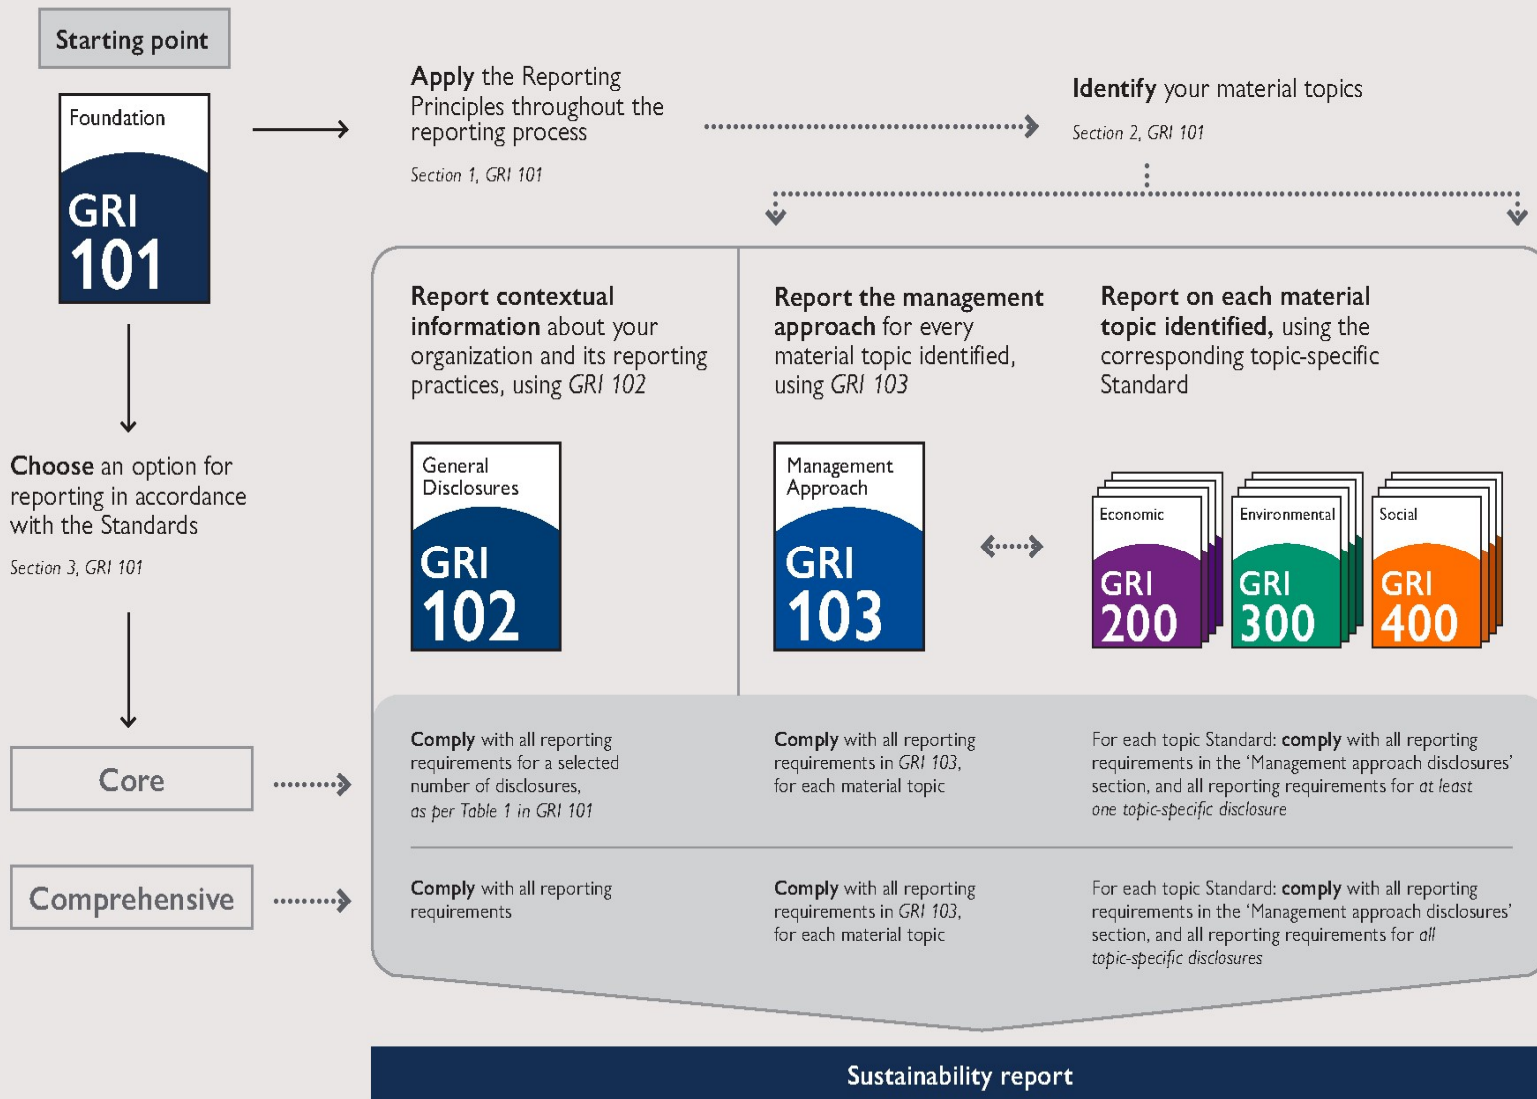 Starting point
Foundation
GRI
101
Apply the Reporting
Principles throughout the
reporting process
Section 1, GRI 101
Identify your material topics
Section 2, GRI 101
Choose an option for
reporting in accordance
with the Standards
Section 3, GRI 101
Report contextual
information about your
organization and its reporting
practices, using GRI 102
General
Disclosures
GRI
102
Report the management
approach for every
material topic identified,
using GRI 103
Management
Approach
GRI
103
Report on each material
topic identified, using the
corresponding topic-specific
Standard
Economic
GRI
200
Environmental
GRI
300
Social
GRI
400
Core
Comply with all reporting
requirements for a selected
number of disclosures,
as per Table 1 in GRI 101
Comply with all reporting
requirements in GRI 103,
for each material topic
For each topic Standard: comply with all reporting
requirements in the ‘Management approach disclosures’
section, and all reporting requirements for at least
one topic-specific disclosure
Comprehensive
Comply with all reporting
requirements
Comply with all reporting
requirements in GRI 103,
for each material topic
For each topic Standard: comply with all reporting
requirements in the ‘Management approach disclosures’
section, and all reporting requirements for all
topic-specific disclosures
Sustainability report